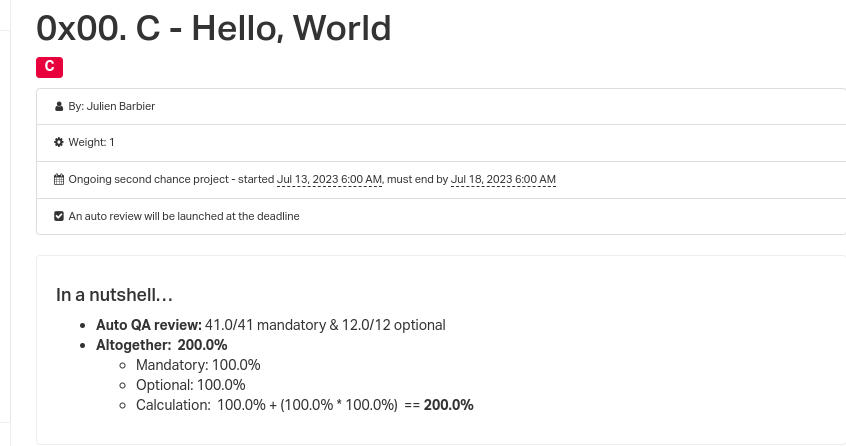 0x00. C - Hello, World
C
By: Julien Barbier
Weight: 1
Ongoing second chance project - started Jul 13, 2023 6:00 AM, must end by Jul 18, 2023 6:00 AM
An auto review will be launched at the deadline
In a nutshell…
Auto QA review: 41.0/41 mandatory & 12.0/12 optional
Altogether: 200.0%
Mandatory: 100.0%
Optional: 100.0%
Calculation: 100.0% + (100.0% * 100.0%) == 200.0%